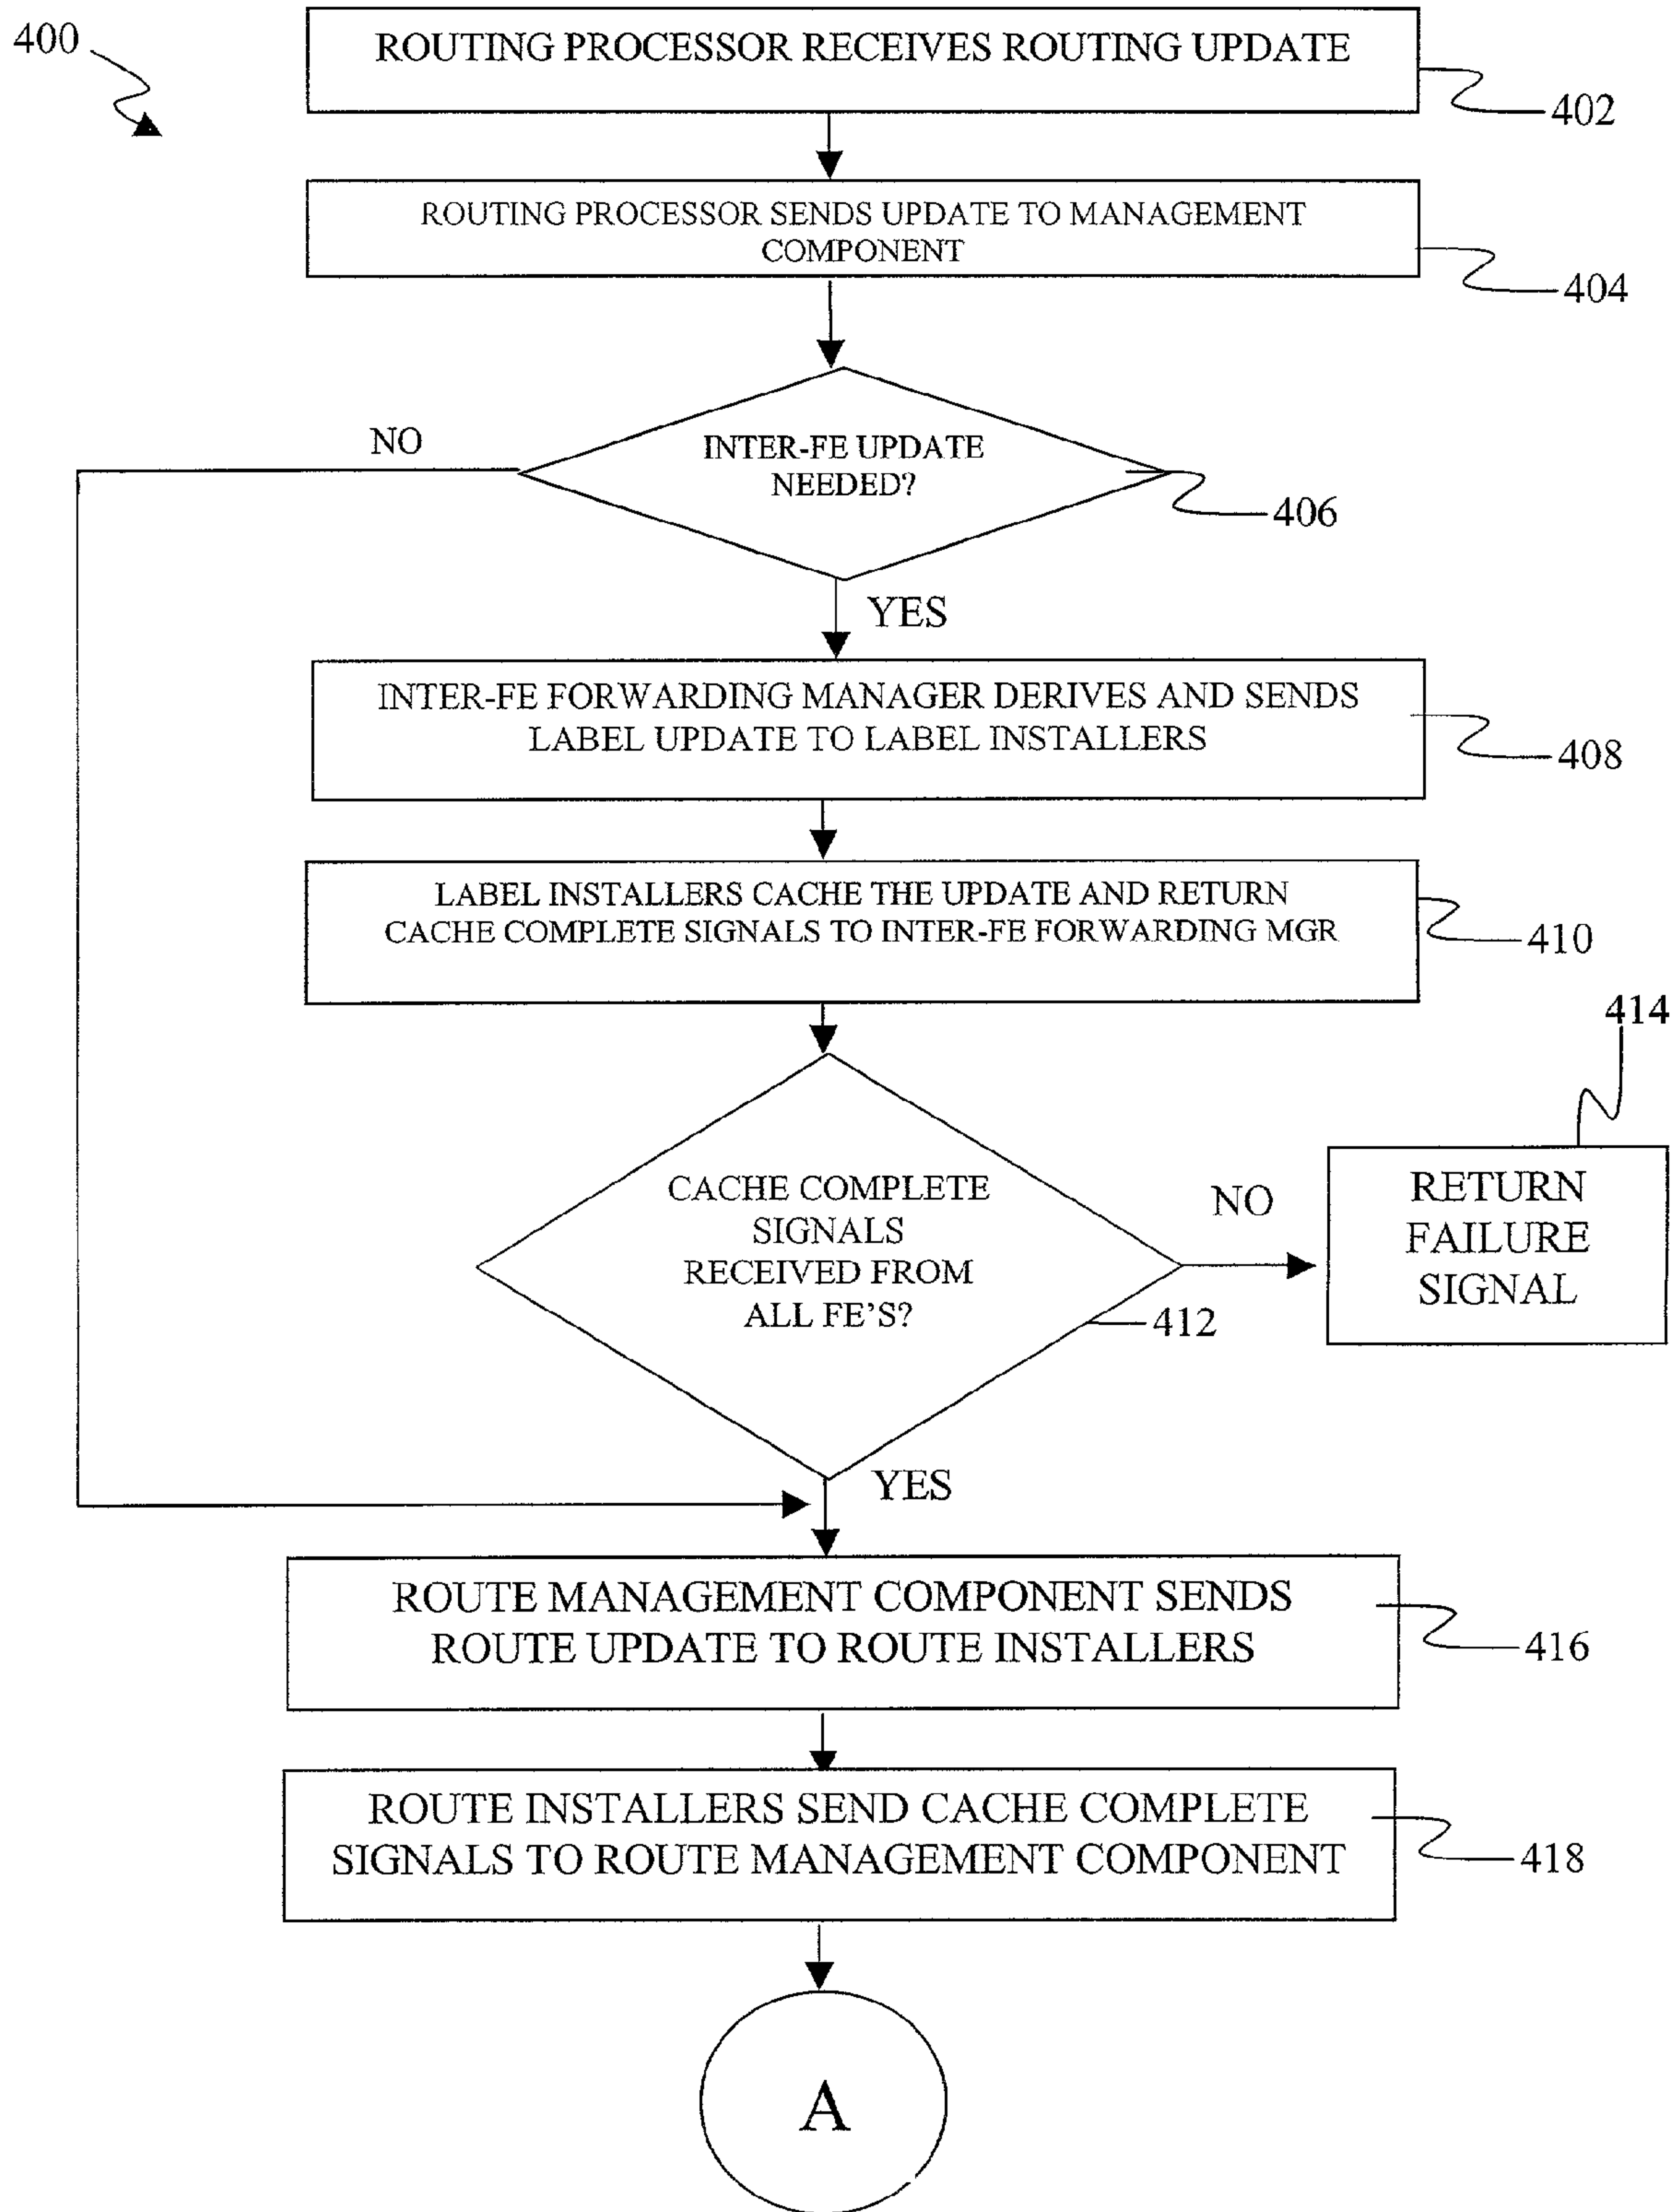 400
ROUTING PROCESSOR RECEIVES ROUTING UPDATE
402
ROUTING PROCESSOR SENDS UPDATE TO MANAGEMENT
COMPONENT
404
NO
INTER-FE UPDATE
NEEDED?
406
YES
INTER-FE FORWARDING MANAGER DERIVES AND SENDS
LABEL UPDATE TO LABEL INSTALLERS
408
LABEL INSTALLERS CACHE THE UPDATE AND RETURN
CACHE COMPLETE SIGNALS TO INTER-FE FORWARDING MGR
410
414
CACHE COMPLETE
SIGNALS
RECEIVED FROM
ALL FE'S?
412
NO
RETURN
FAILURE
SIGNAL
YES
ROUTE MANAGEMENT COMPONENT SENDS
ROUTE UPDATE TO ROUTE INSTALLERS
416
ROUTE INSTALLERS SEND CACHE COMPLETE
SIGNALS TO ROUTE MANAGEMENT COMPONENT
418
A